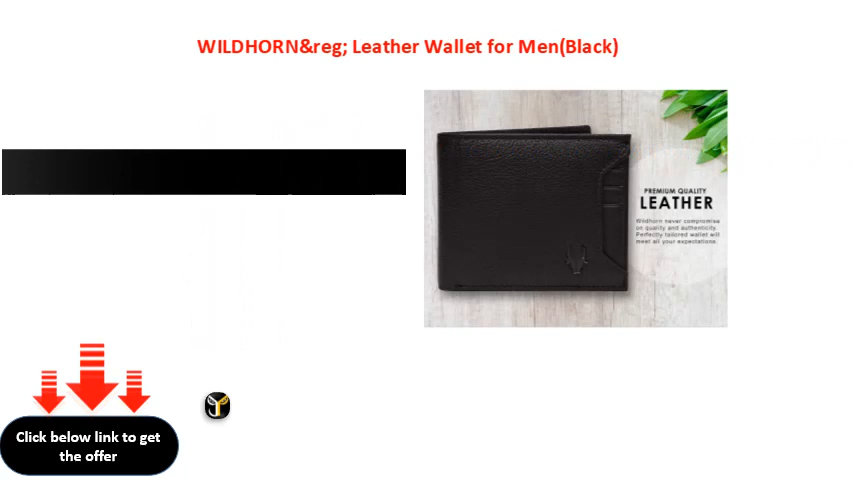 WILDHORN&reg; Leather Wallet for Men(Black)
PREMIUM QUALITY
LEATHER
Wildhorn never compromise
on quality and authenticity.
Perfectly tailored wallet will
meet all your expectations.
Click below link to get
the offer